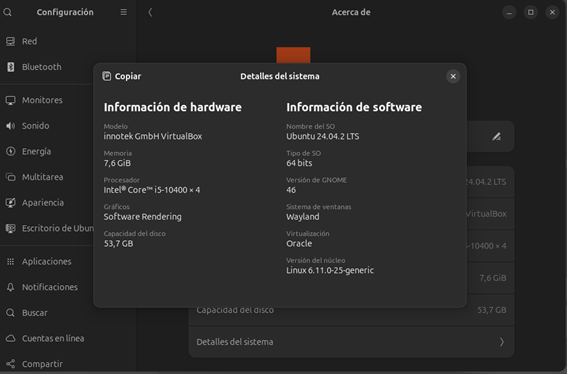 Configuración
Acerca de
Red
Bluetooth
Monitores
Sonido
Energía
Multitarea
Apariencia
Escritorio de Ubun
Aplicaciones
Notificaciones
Buscar
Cuentas en línea
Compartir
Copiar
Detalles del sistema
Información de hardware
Modelo
innotek GmbH VirtualBox
Memoria
7,6 GiB
Procesador
Intel® Core™ i5-10400 × 4
Gráficos
Software Rendering
Capacidad del disco
53,7 GB
Información de software
Nombre del SO
Ubuntu 24.04.2 LTS
Tipo de SO
64 bits
Versión de GNOME
46
Sistema de ventanas
Wayland
Virtualización
Oracle
Versión del núcleo
Linux 6.11.0-25-generic
24.04.2 LTS
VirtualBox
-10400 × 4
7,6 GiB
Capacidad del disco
53,7 GB
Detalles del sistema